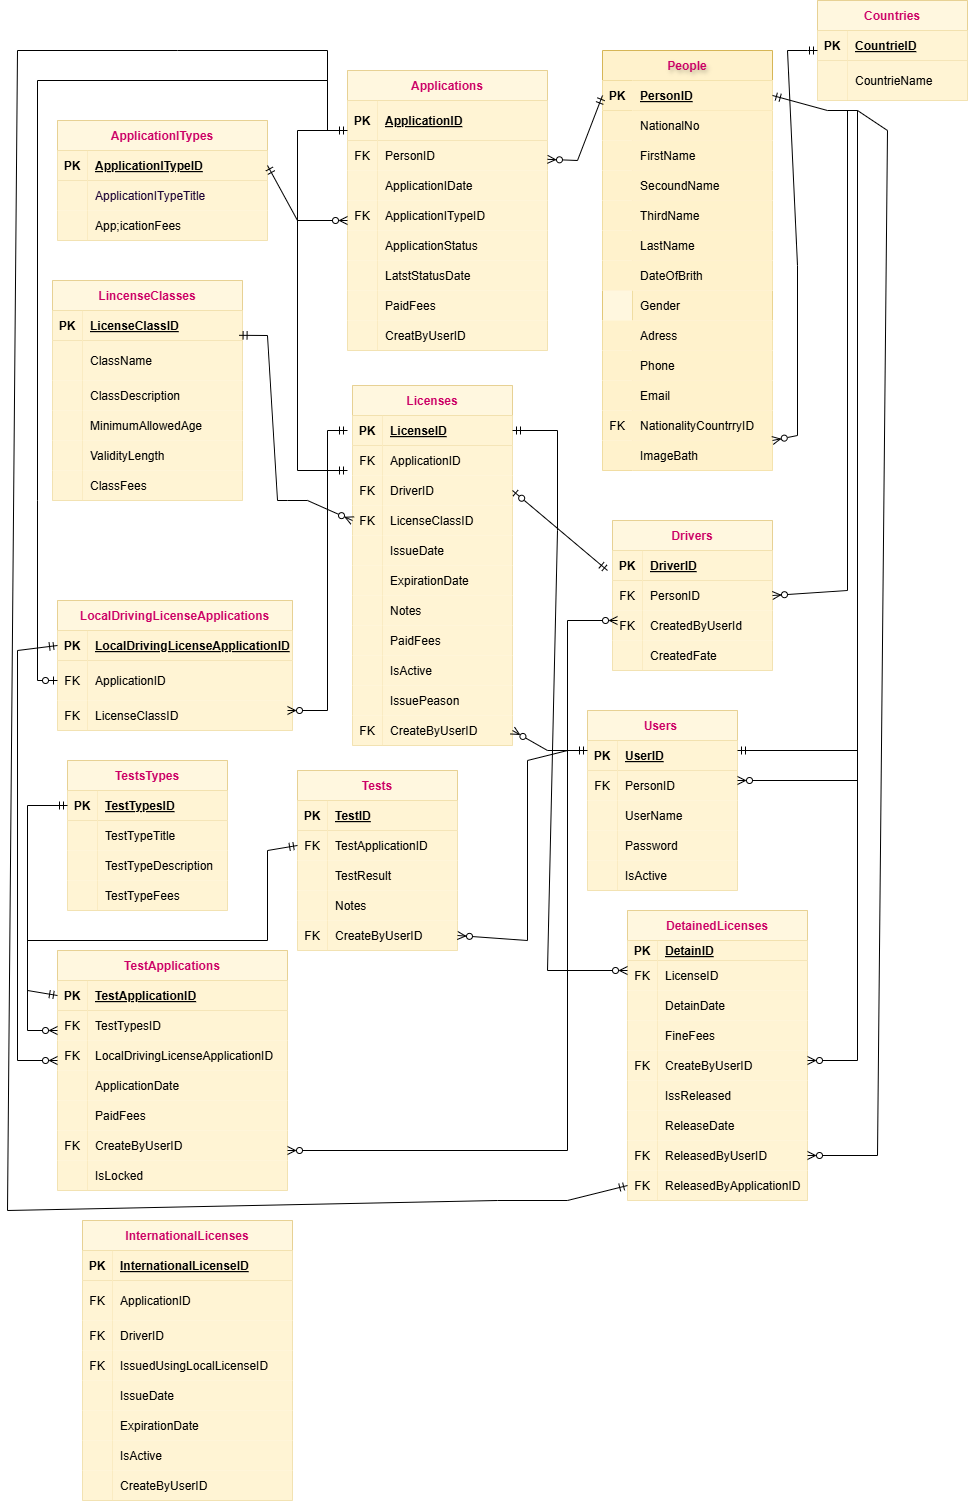 Countries
PK CountrieID
CountrieName
People
PK PersonID
NationalNo
FirstName
SecoundName
ThirdName
LastName
DateOfBrith
Gender
Adress
Phone
Email
FK NationalityCountrryID
ImageBath
Applications
PK ApplicationID
FK PersonID
ApplicationIDate
FK ApplicationITypeID
ApplicationStatus
LatstStatusDate
PaidFees
CreatByUserID
ApplicationITypes
PK ApplicationITypeID
ApplicationITypeTitle
App;icationFees
LincenseClasses
PK LicenseClassID
ClassName
ClassDescription
MinimumAllowedAge
ValidityLength
ClassFees
Licenses
PK LicenseID
FK ApplicationID
FK DriverID
FK LicenseClassID
IssueDate
ExpirationDate
Notes
PaidFees
IsActive
IssuePeason
FK CreateByUserID
Drivers
PK DriverID
FK PersonID
FK CreatedByUserId
CreatedFate
LocalDrivingLicenseApplications
PK LocalDrivingLicenseApplicationID
FK ApplicationID
FK LicenseClassID
Users
PK UserID
FK PersonID
UserName
Password
IsActive
TestsTypes
PK TestTypesID
TestTypeTitle
TestTypeDescription
TestTypeFees
Tests
PK TestID
FK TestApplicationID
TestResult
Notes
FK CreateByUserID
DetainedLicenses
PK DetainID
FK LicenseID
DetainDate
FineFees
FK CreateByUserID
IssReleased
ReleaseDate
FK ReleasedByUserID
FK ReleasedByApplicationID
TestApplications
PK TestApplicationID
FK TestTypesID
FK LocalDrivingLicenseApplicationID
ApplicationDate
PaidFees
FK CreateByUserID
IsLocked
InternationalLicenses
PK InternationalLicenseID
FK ApplicationID
FK DriverID
FK IssuedUsingLocalLicenseID
IssueDate
ExpirationDate
IsActive
CreateByUserID